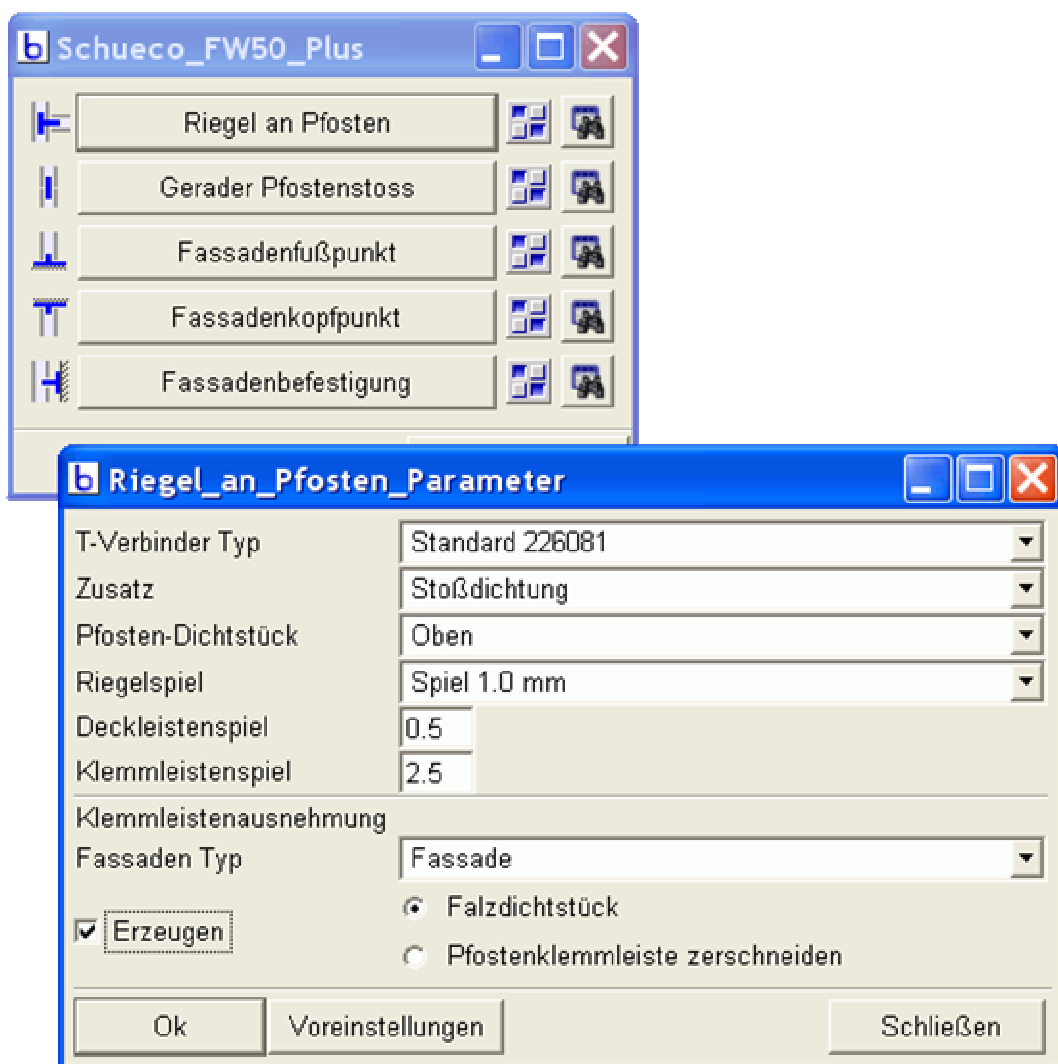 b Schueco_FW50_Plus
Riegel an Pfosten
Gerader Pfostenstoss
Fassadenfußpunkt
Fassadenkopfpunkt
Fassadenbefestigung
b Riegel_an_Pfosten_Parameter
T-Verbinder Typ Standard 226081
Zusatz Stoßdichtung
Pfosten-Dichtstück Oben
Riegelspiel Spiel 1.0 mm
Deckleistenspiel 0.5
Klemmleistenspiel 2.5
Klemmleistenausnehmung
Fassaden Typ Fassade
Falzdichtstück
Erzeugen
Pfostenklemmleiste zerschneiden
Ok Voreinstellungen Schließen